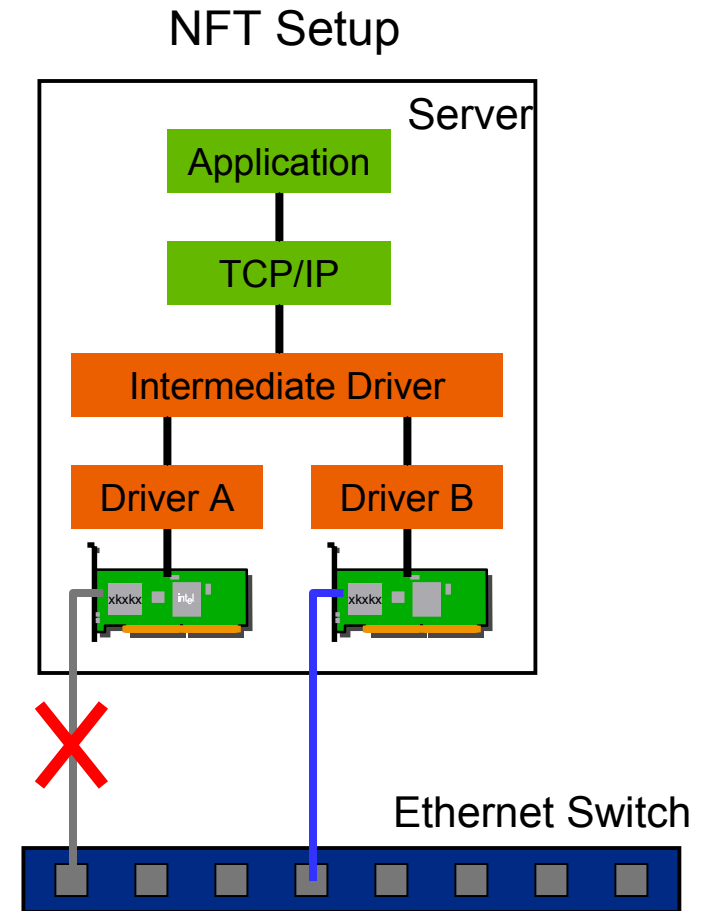 NFT Setup
Server
Application
TCP/IP
Intermediate Driver
Driver A
Driver B
xkxkx
intel
xkxkx
Ethernet Switch